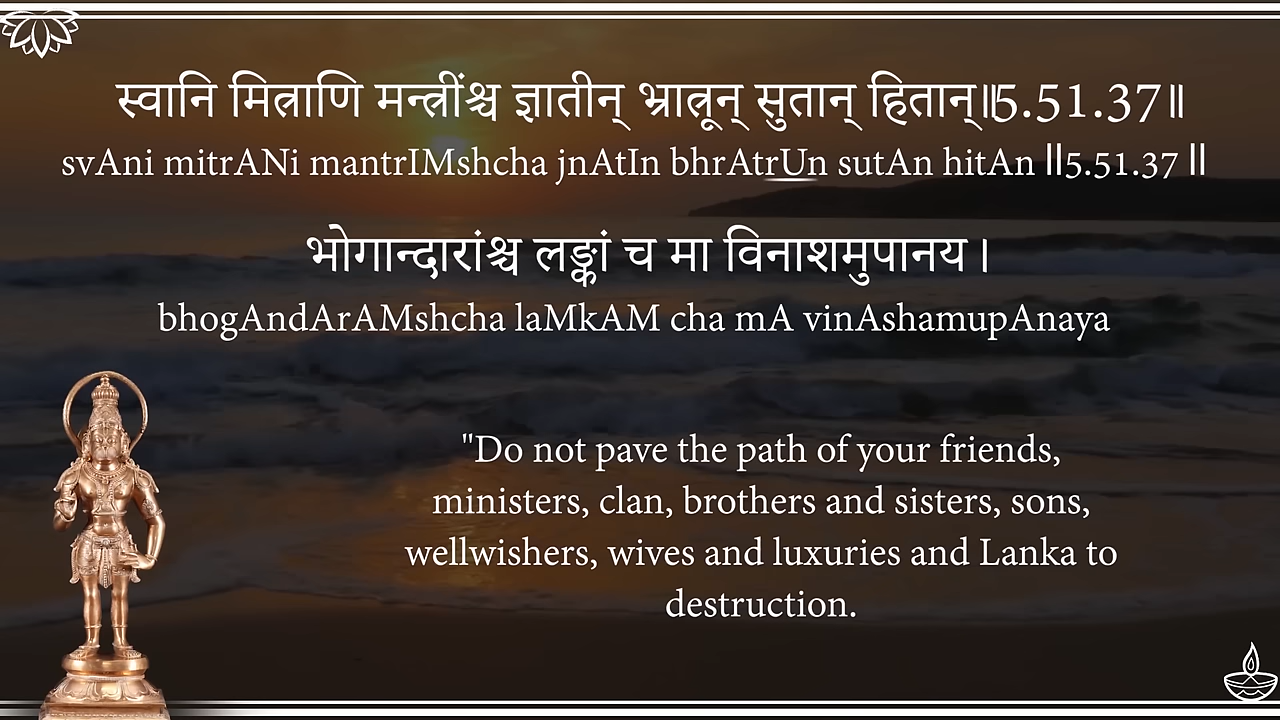 स्वानि मित्राणि मन्त्रींश्च ज्ञातीन् भ्रातॄन् सुतान् हितान्॥5.51.37॥
svAni mitrANi mantrIMshcha jnAtIn bhrAtrUn sutAn hitAn ||5.51.37 ||
भोगान्दारांश्च लङ्कां च मा विनाशमुपानय।
bhogAndArAMshcha laMkAM cha mA vinAshamupAnaya
"Do not pave the path of your friends,
ministers, clan, brothers and sisters, sons,
wellwishers, wives and luxuries and Lanka to
destruction.